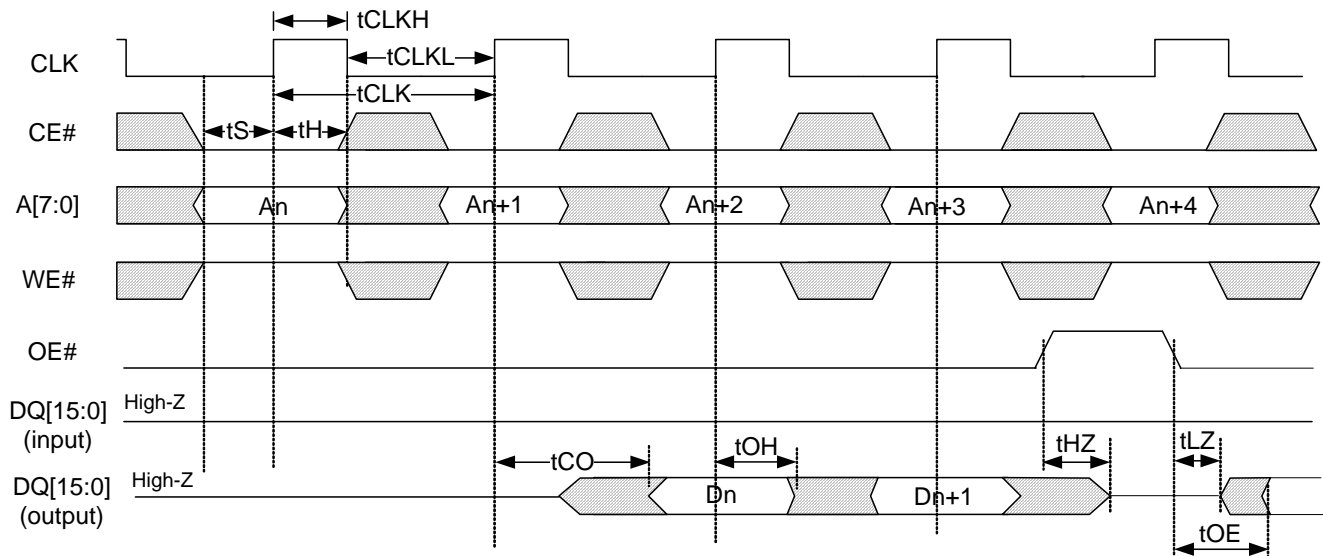 tCLKH
CLK
tCLKL
tCLK
CE#
tS
tH
A[7:0]
An
An+1
An+2
An+3
An+4
WE#
OE#
DQ[15:0]
(input)
High-Z
tCO
tOH
tHZ
tLZ
DQ[15:0]
(output)
High-Z
Dn
Dn+1
tOE